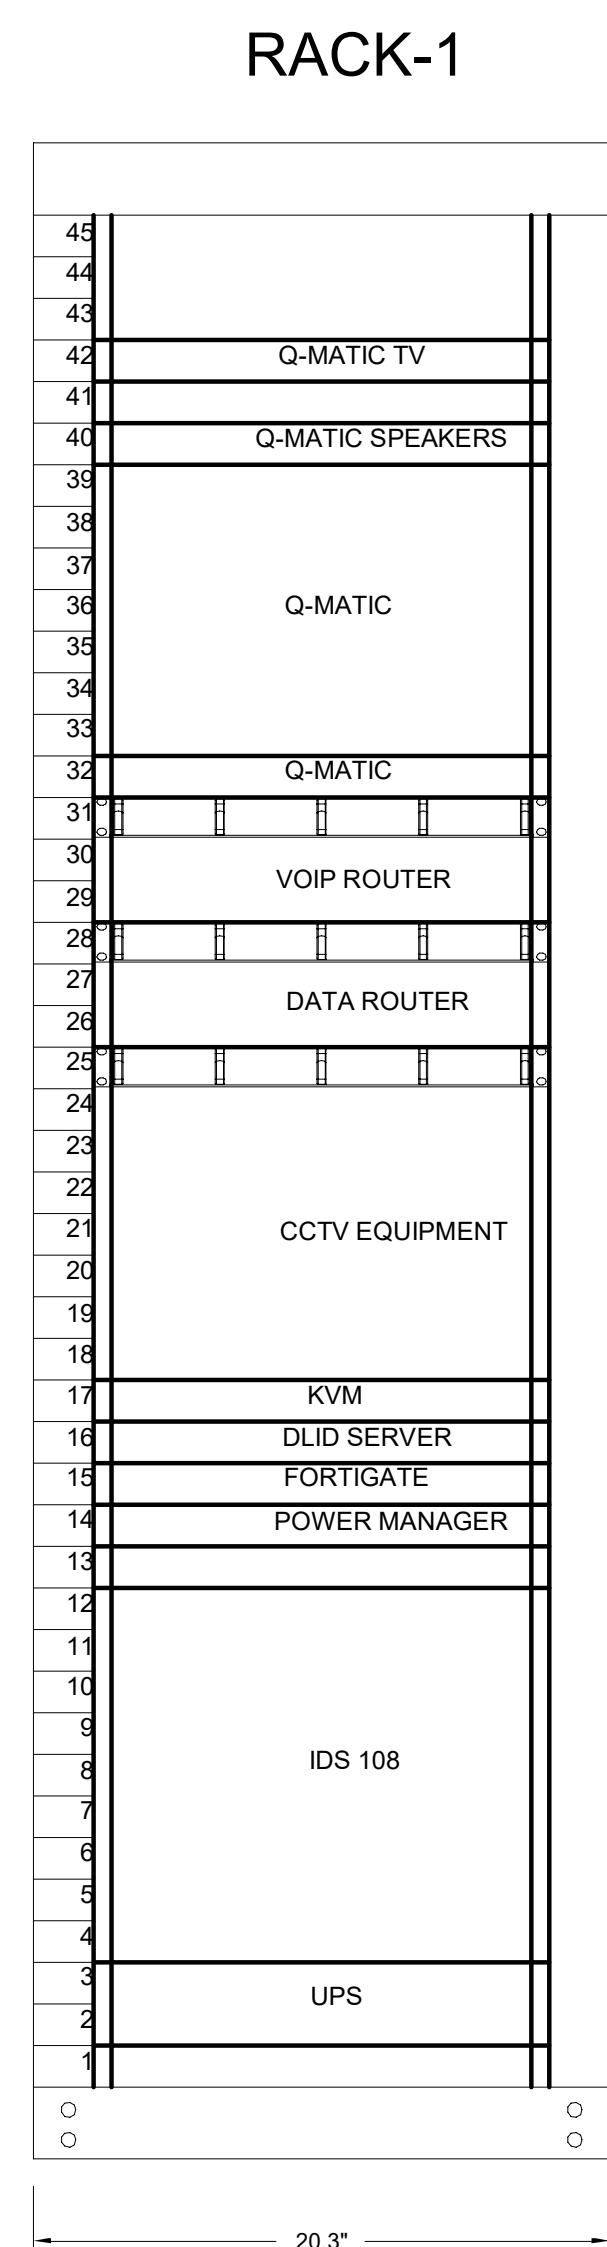 RACK-1
45
44
43
42 Q-MATIC TV
41
40 Q-MATIC SPEAKERS
39
38
37
36 Q-MATIC
35
34
33
32 Q-MATIC
31
30
VOIP ROUTER
29
28
27
DATA ROUTER
26
25
24
23
22
21 CCTV EQUIPMENT
20
19
18
17 KVM
16 DLID SERVER
15 FORTIGATE
14 POWER MANAGER
13
12
11
10
9
8 IDS 108
7
6
5
4
3
UPS
2
1
20.3"